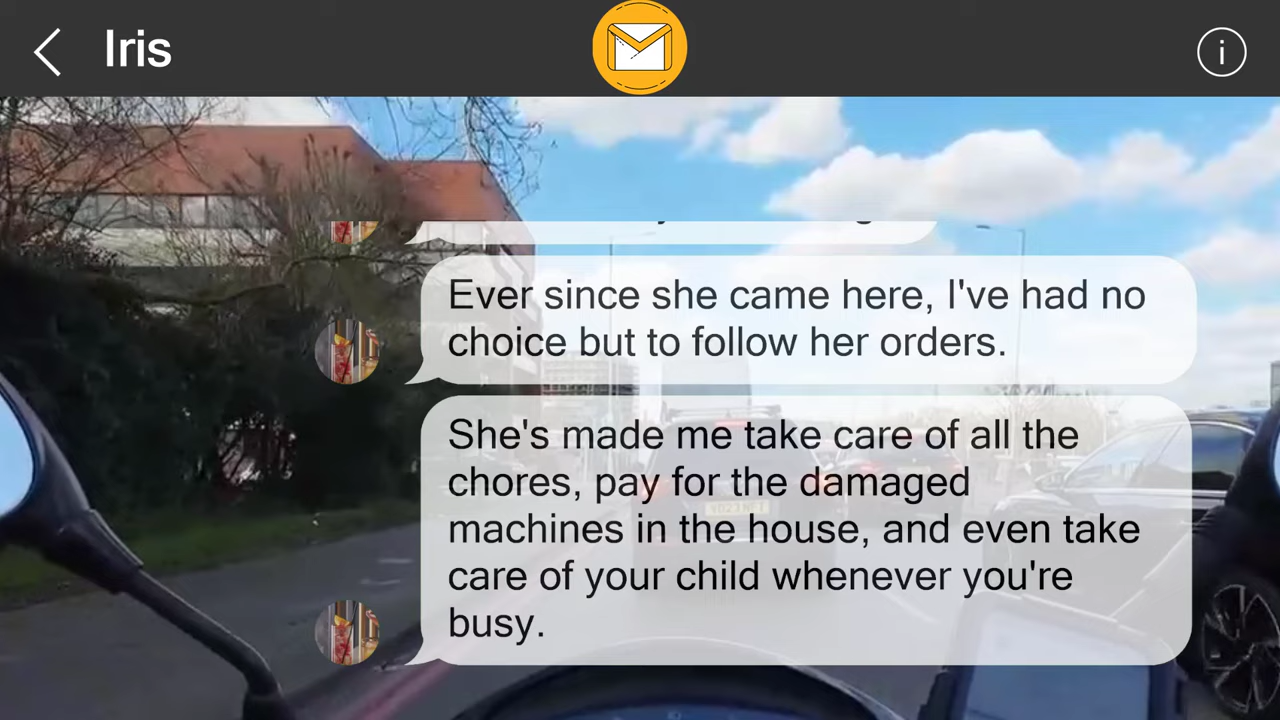 Iris
i
Ever since she came here, I've had no
choice but to follow her orders.
She's made me take care of all the
chores, pay for the damaged
machines in the house, and even take
care of your child whenever you're
busy.